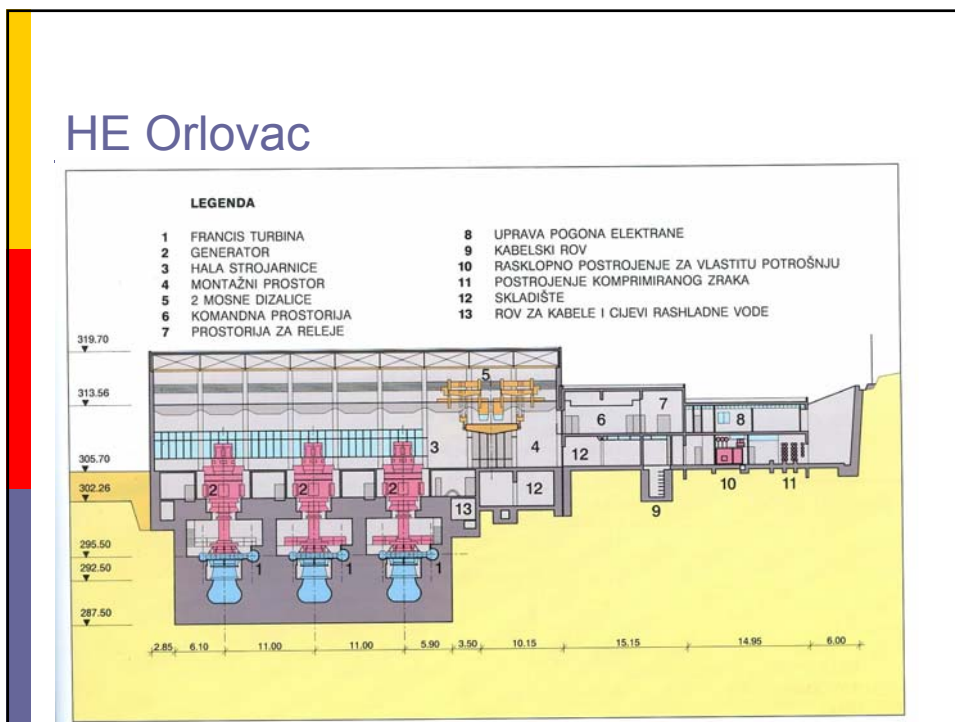 HE Orlovac
LEGENDA
1 FRANCIS TURBINA
2 GENERATOR
3 HALA STROJARNICE
4 MONTAŽNI PROSTOR
5 2 MOSNE DIZALICE
6 KOMANDNA PROSTORIJA
7 PROSTORIJA ZA RELEJE
8 UPRAVA POGONA ELEKTRANE
9 KABELSKI ROV
10 RASKLOPNO POSTROJENJE ZA VLASTITU POTROŠNJU
11 POSTROJENJE KOMPRIMIRANOG ZRAKA
12 SKLADIŠTE
13 ROV ZA KABELE I CIJEVI RASHLADNE VODE
319.70
5
313.56
6 7 8
3 4
12
305.70
2 2 2
12
10 11
302.26
13
9
295.50
1 1 1
292.50
287.50
2.85 6.10 11.00 11.00 5.90 3.50 10.15 15.15 14.95 6.00